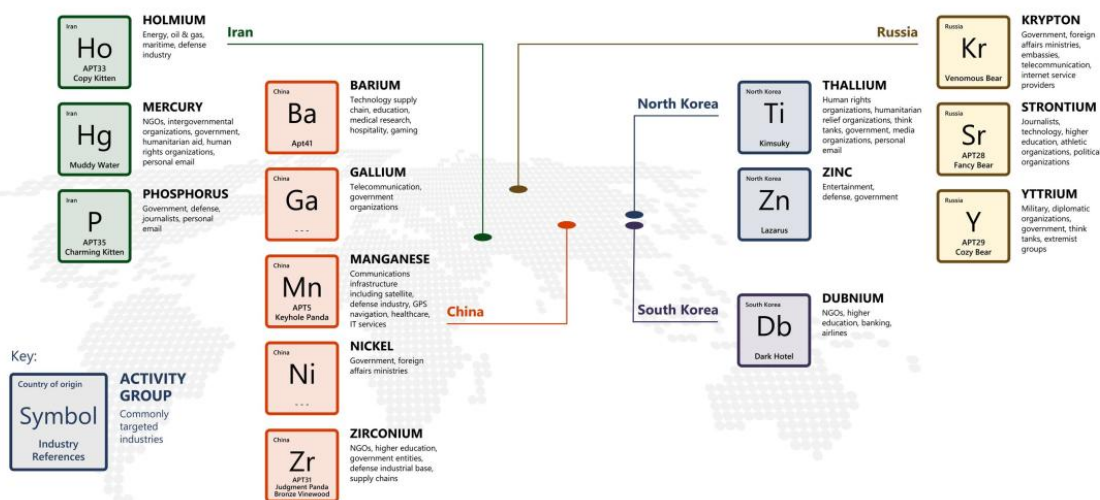 Iran
Ho
APT33
Copy Kitten
HOLMIUM
Energy, oil & gas,
maritime, defense
industry
Iran
Hg
Muddy Water
MERCURY
NGOs, intergovernmental
organizations, government,
humanitarian aid, human
rights organizations,
personal email
Iran
P
APT35
Charming Kitten
PHOSPHORUS
Government, defense,
journalists, personal
email
Iran
China
Ba
Apt41
BARIUM
Technology supply
chain, education,
medical research,
hospitality, gaming
China
Ga
- - -
GALLIUM
Telecommunication,
government
organizations
China
Mn
APT5
Keyhole Panda
MANGANESE
Communications
infrastructure
including satellite,
defense industry, GPS
navigation, healthcare,
IT services
China
China
Ni
- - -
NICKEL
Government, foreign
affairs ministries
China
Zr
APT31
Judgment Panda
Bronze Vinewood
ZIRCONIUM
NGOs, higher education,
government entities,
defense industrial base,
supply chains
Russia
North Korea
North Korea
Ti
Kimsuky
THALLIUM
Human rights
organizations, humanitarian
relief organizations, think
tanks, government, media
organizations, personal
email
North Korea
Zn
Lazarus
ZINC
Entertainment,
defense, government
South Korea
South Korea
Db
Dark Hotel
DUBNIUM
NGOs, higher
education, banking,
airlines
Russia
Kr
Venomous Bear
KRYPTON
Government, foreign
affairs ministries,
embassies,
telecommunication,
internet service
providers
Russia
Sr
APT28
Fancy Bear
STRONTIUM
Journalists,
technology, higher
education, athletic
organizations, political
organizations
Russia
Y
APT29
Cozy Bear
YTTRIUM
Military, diplomatic
organizations,
government, think
tanks, extremist
groups
Key:
Country of origin
Symbol
Industry
References
ACTIVITY
GROUP
Commonly
targeted
industries